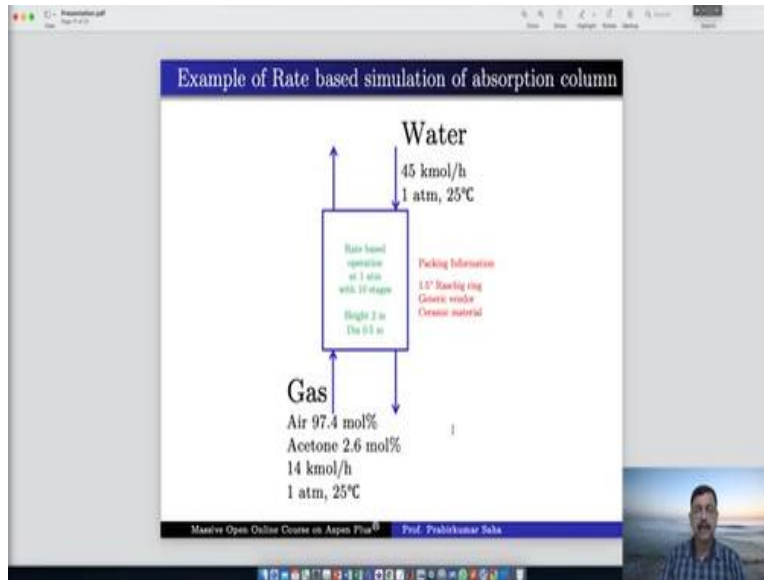 Presentation.pdf
Example of Rate based simulation of absorption column
Water
45 kmol/h
1 atm, 25℃
Rate based
operation
at 1 atm
with 10 stages
Height 2 m
Dia 0.5 m
Packing Information
1.5" Raschig ring
Generic vendor
Ceramic material
Gas
Air 97.4 mol%
Acetone 2.6 mol%
14 kmol/h
1 atm, 25℃
Massive Open Online Course on Aspen Plus® Prof. Prabirkumar Saha